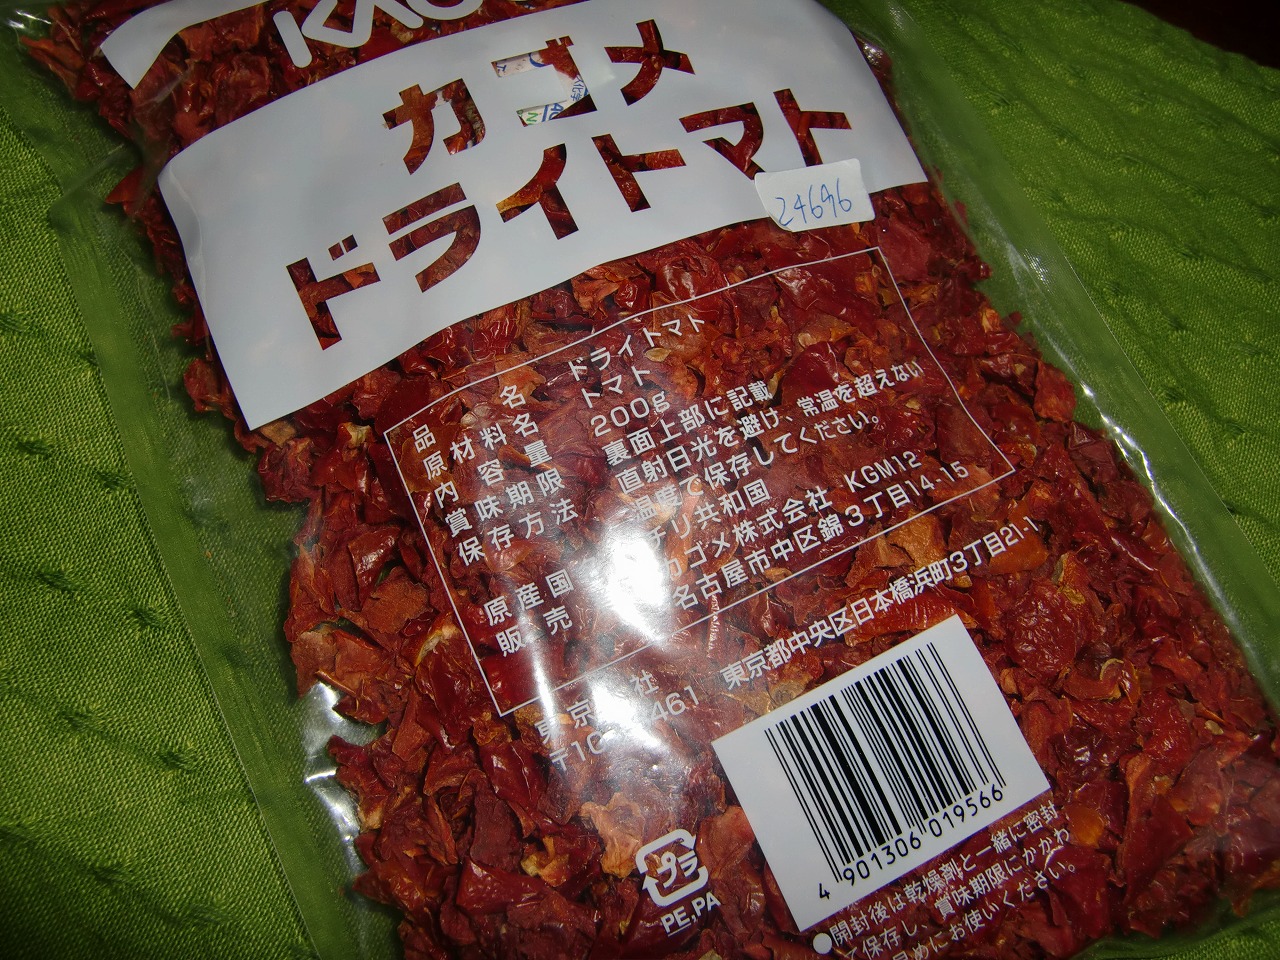 カゴメ
ドライトマト
24696
品名 ドライトマト
原材料名 トマト
内容量 200g
賞味期限 裏面上部に記載
保存方法 直射日光を避け、常温を超えない
温度で保存してください。
原産国 チリ共和国
販売 カゴメ株式会社 KGM12
名古屋市中区錦3丁目14-15
東京 社
東京都中央区日本橋浜町3丁目21-1
プラ
PE,PA
4 901306 019566
●開封後は乾燥剤と一緒に密封
て保存し、賞味期限にかかわ
早めにお使いください。